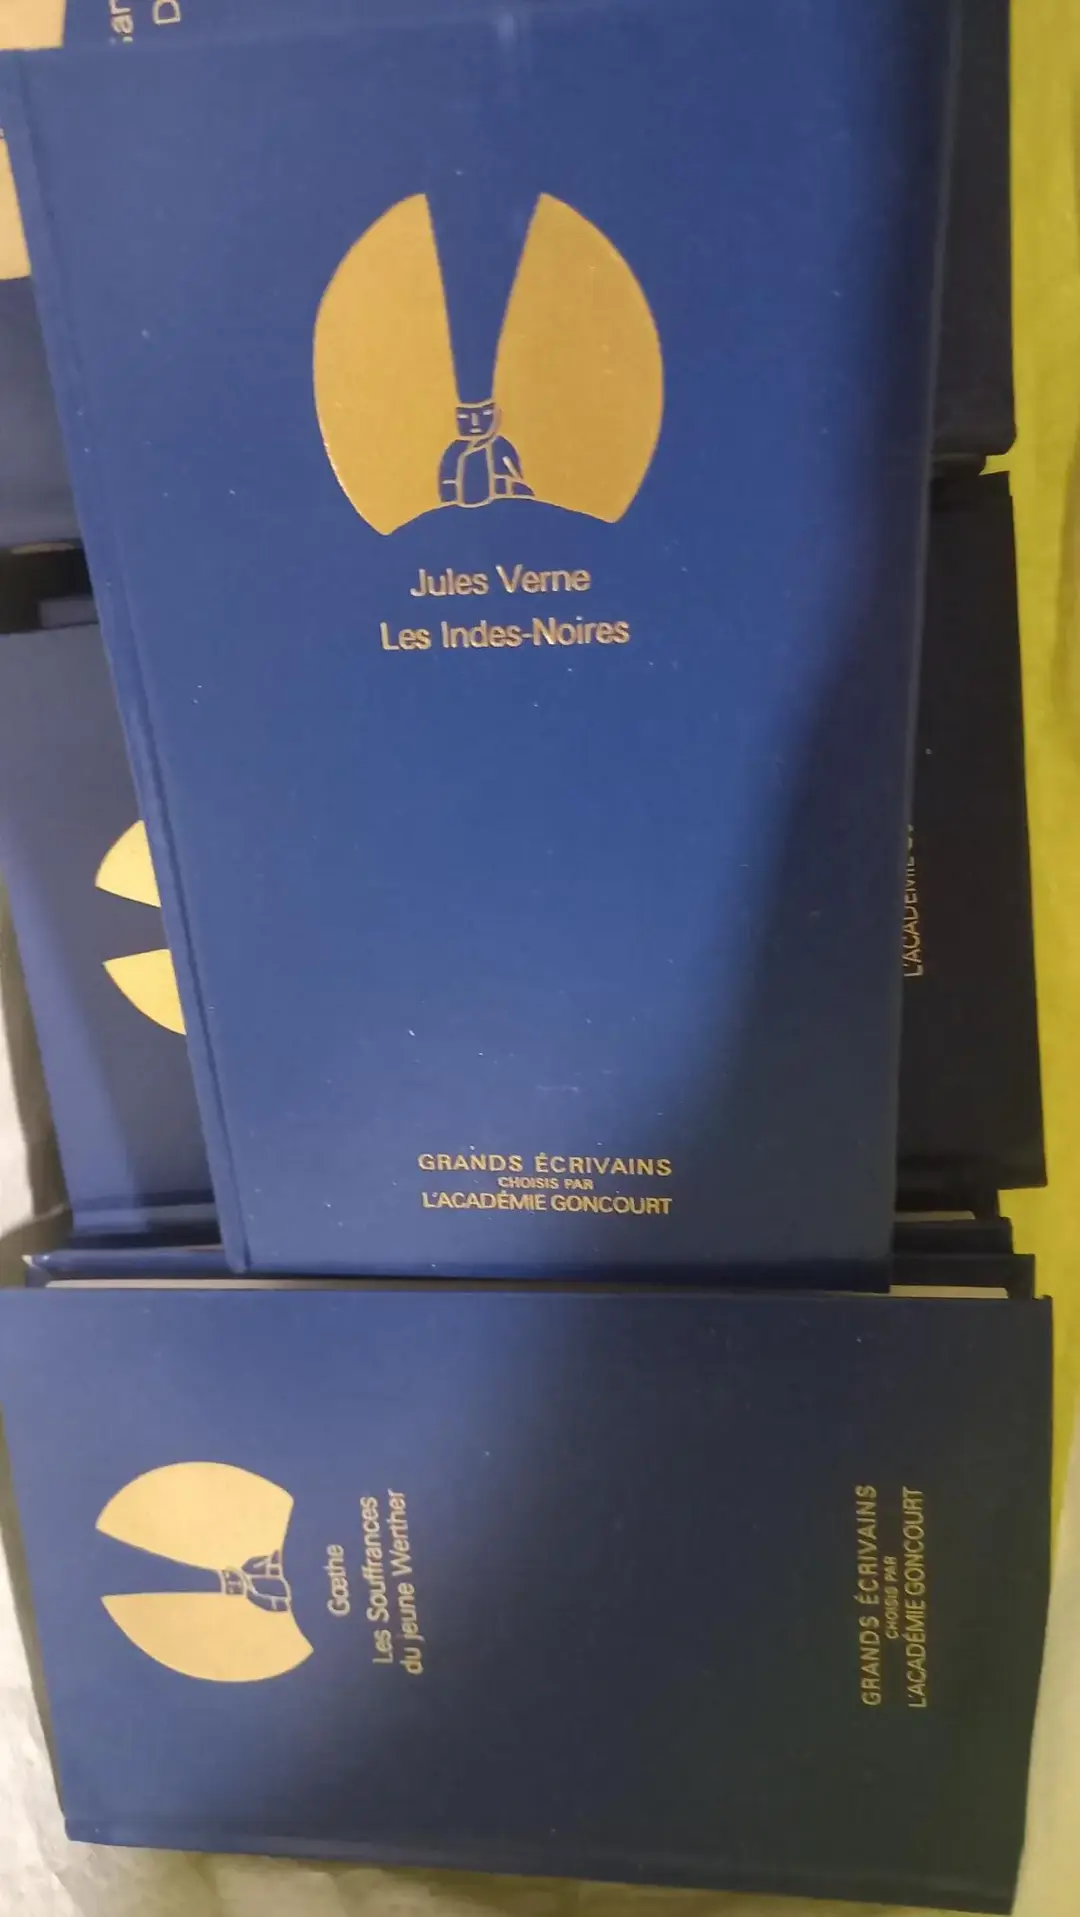 Jules Verne
Les Indes-Noires
GRANDS ÉCRIVAINS
CHOISIS PAR
L'ACADÉMIE GONCOURT
Gœthe
Les Souffrances
du jeune Werther
GRANDS ÉCRIVAINS
CHOISIS PAR
L'ACADÉMIE GONCOURT